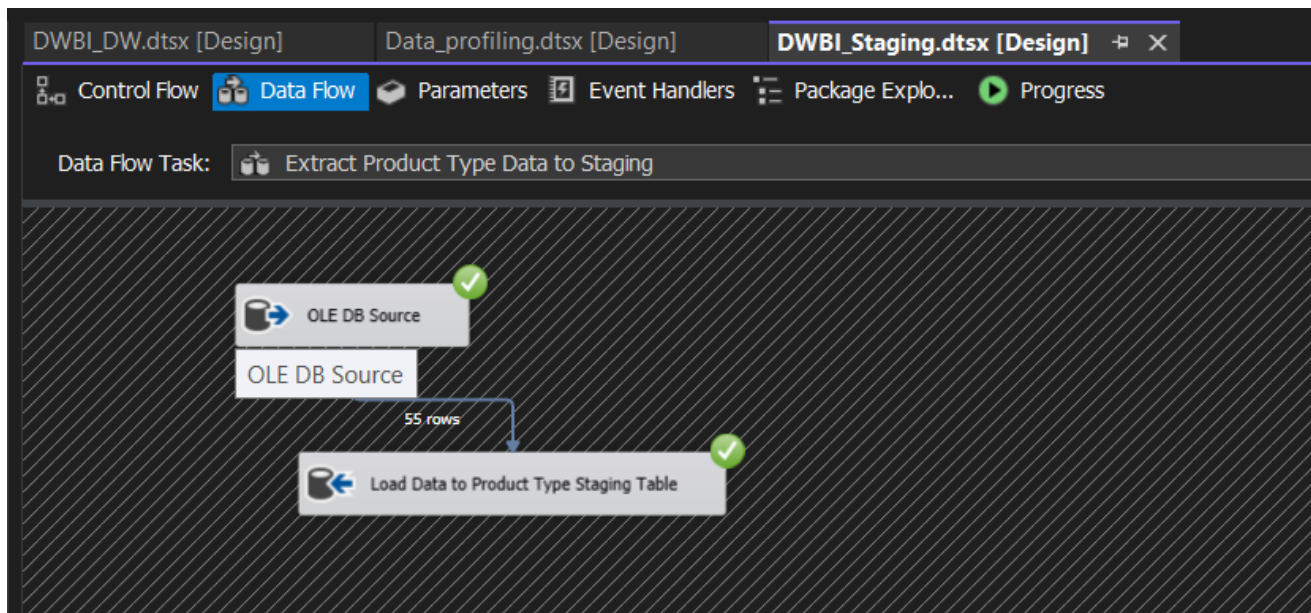 DWBI_DW.dtsx [Design] Data_profiling.dtsx [Design] DWBI_Staging.dtsx [Design]
Control Flow Data Flow Parameters Event Handlers Package Explo... Progress
Data Flow Task: Extract Product Type Data to Staging
OLE DB Source
OLE DB Source
55 rows
Load Data to Product Type Staging Table